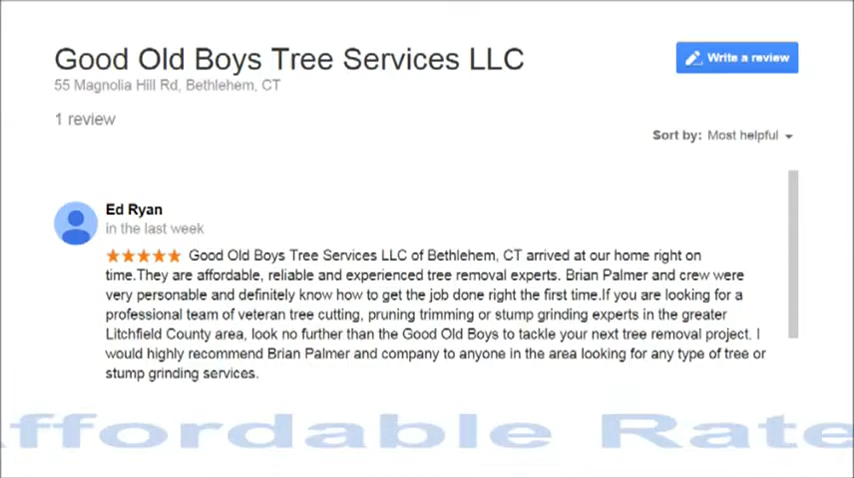 Good Old Boys Tree Services LLC
Write a review
55 Magnolia Hill Rd, Bethlehem, CT
1 review
Sort by: Most helpful
Ed Ryan
in the last week
Good Old Boys Tree Services LLC of Bethlehem, CT arrived at our home right on
time.They are affordable, reliable and experienced tree removal experts. Brian Palmer and crew were
very personable and definitely know how to get the job done right the first time.If you are looking for a
professional team of veteran tree cutting, pruning trimming or stump grinding experts in the greater
Litchfield County area, look no further than the Good Old Boys to tackle your next tree removal project. I
would highly recommend Brian Palmer and company to anyone in the area looking for any type of tree or
stump grinding services.
ffordable Rate